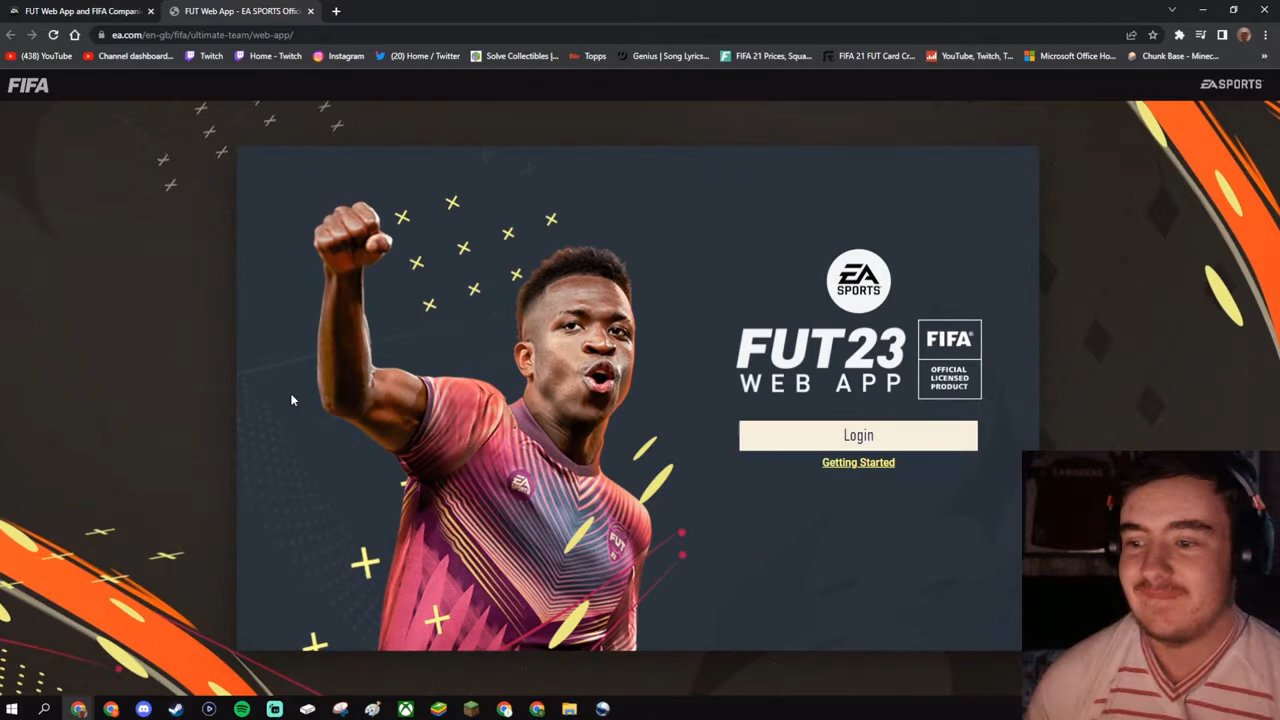 FUT Web App and FIFA Compani
FUT Web App - EA SPORTS Offic
ea.com/en-gb/fifa/ultimate-team/web-app/
(438) YouTube
Channel dashboard...
Twitch
Home - Twitch
Instagram
(20) Home / Twitter
Solve Collectibles |...
Topps
Genius | Song Lyrics...
FIFA 21 Prices, Squa...
FIFA 21 FUT Card Cr...
YouTube, Twitch, T...
Microsoft Office Ho...
Chunk Base - Minec...
FIFA
EA SPORTS
EA SPORTS
FUT23
WEB APP
FIFA
OFFICIAL
LICENSED
PRODUCT
Login
Getting Started
EA
FUT